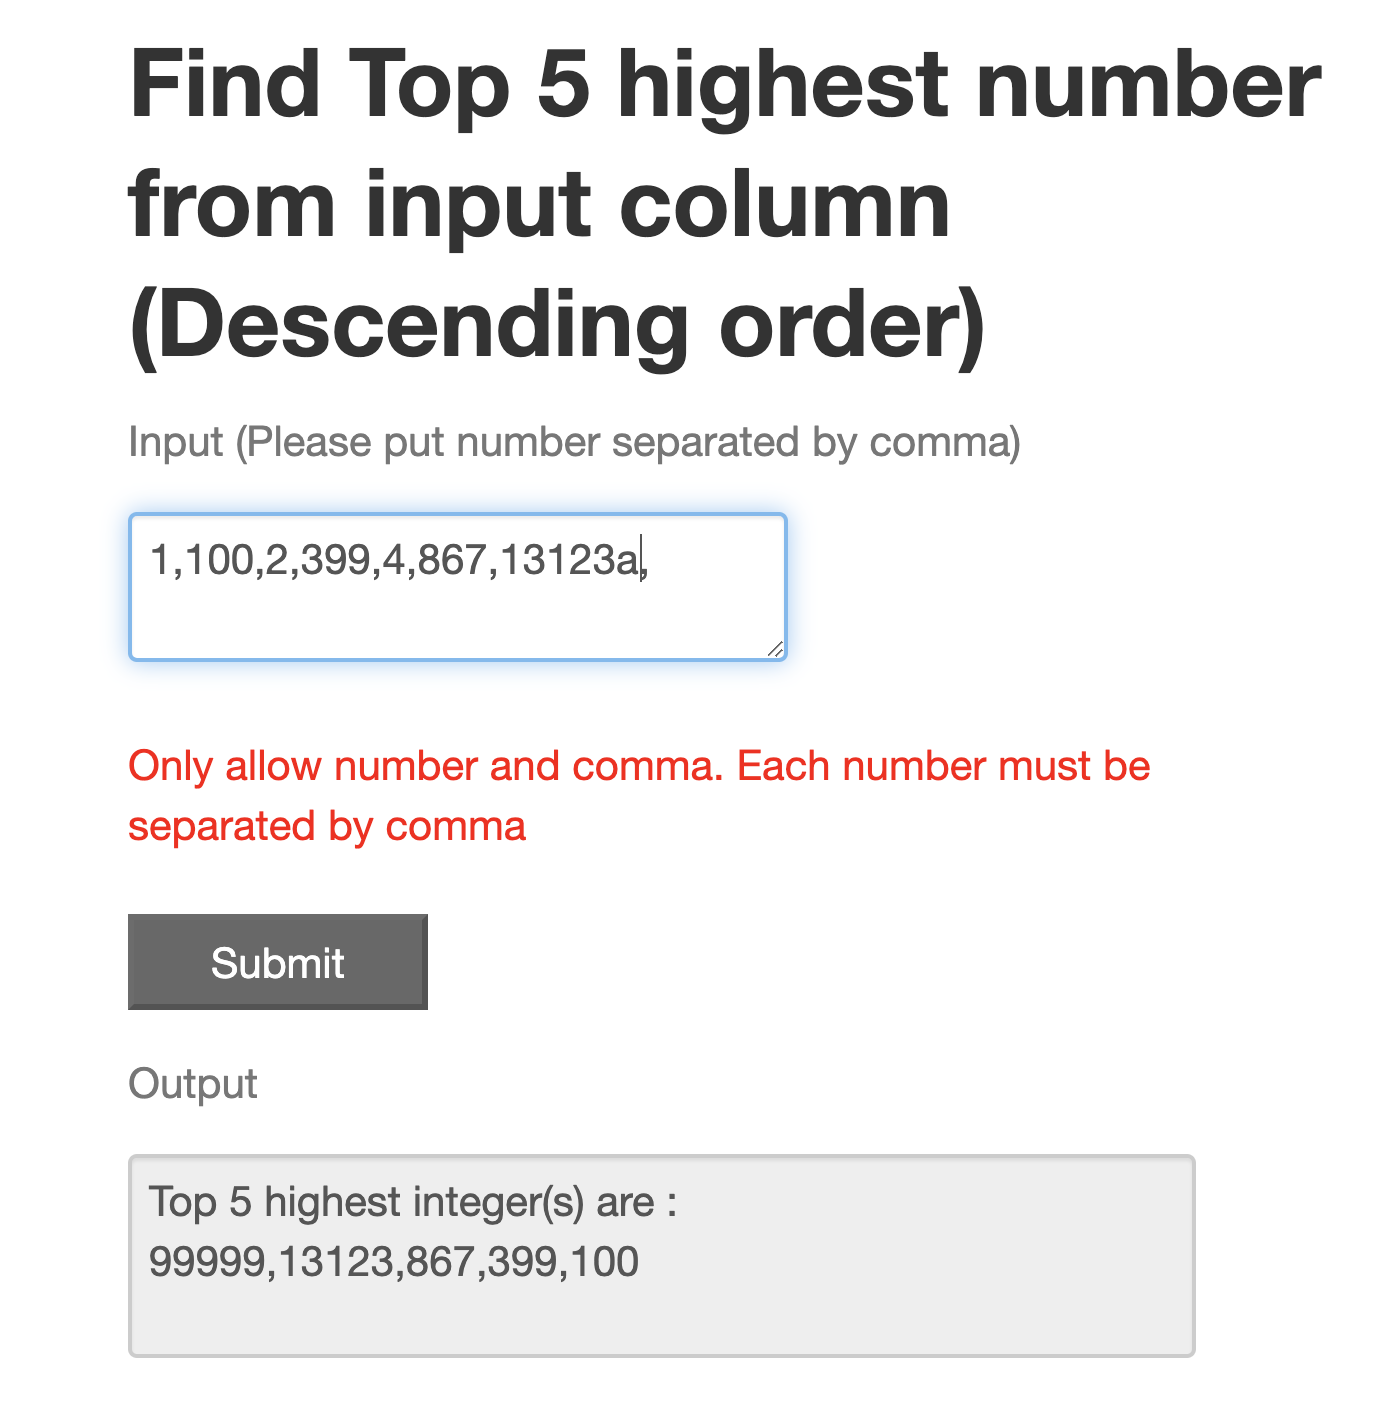 Find Top 5 highest number
from input column
(Descending order)
Input (Please put number separated by comma)
1,100,2,399,4,867,13123a,
Only allow number and comma. Each number must be
separated by comma
Submit
Output
Top 5 highest integer(s) are :
99999,13123,867,399,100